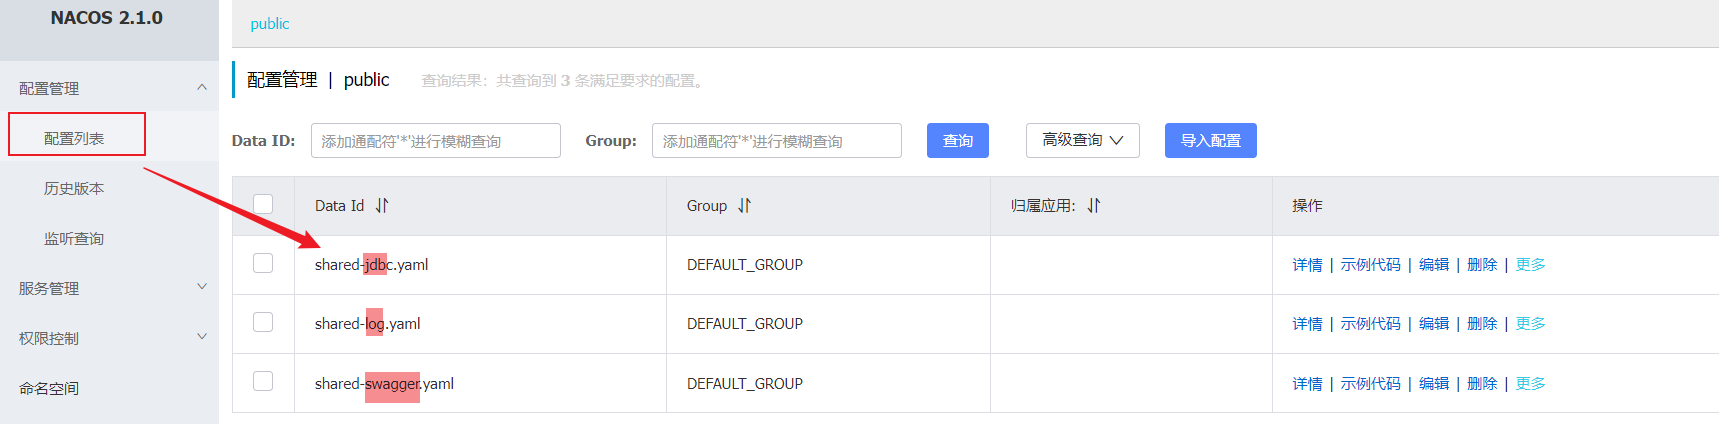 NACOS 2.1.0
配置管理
配置列表
历史版本
监听查询
服务管理
权限控制
命名空间
public
配置管理 | public 查询结果：共查询到 3 条满足要求的配置。
Data ID: 添加通配符'*'进行模糊查询 Group: 添加通配符'*'进行模糊查询 查询 高级查询 导入配置
Data Id Group 归属应用: 操作
shared-jdbc.yaml DEFAULT_GROUP 详情 | 示例代码 | 编辑 | 删除 | 更多
shared-log.yaml DEFAULT_GROUP 详情 | 示例代码 | 编辑 | 删除 | 更多
shared-swagger.yaml DEFAULT_GROUP 详情 | 示例代码 | 编辑 | 删除 | 更多